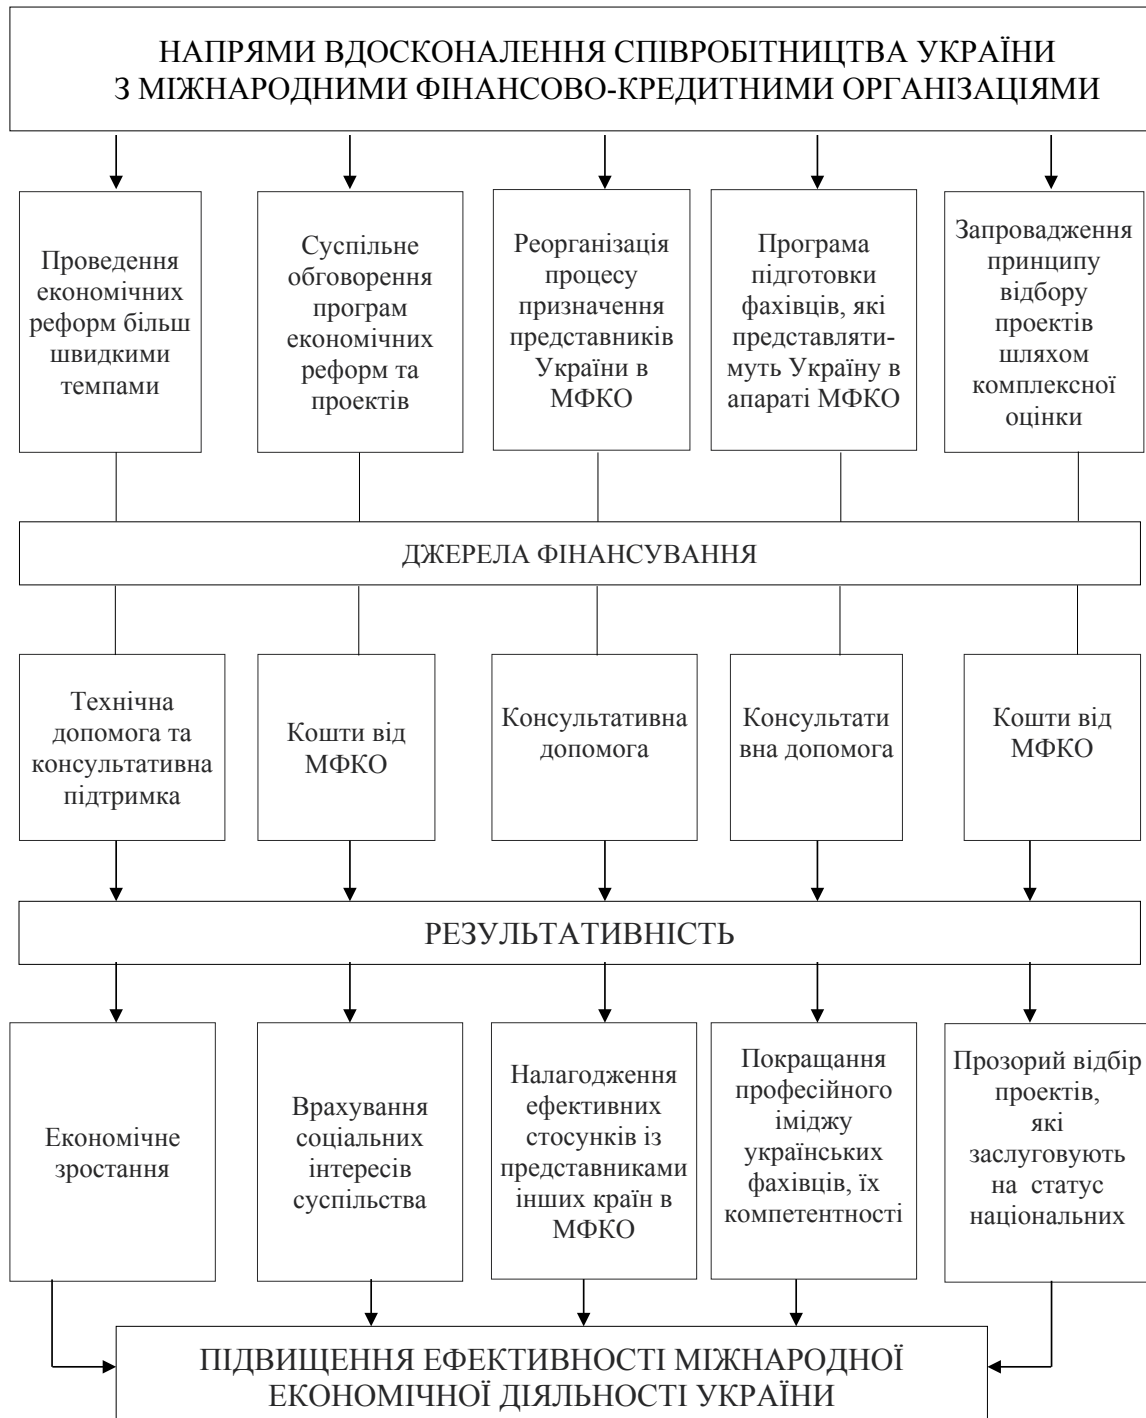 НАПРЯМИ ВДОСКОНАЛЕННЯ СПІВРОБІТНИЦТВА УКРАЇНИ
З МІЖНАРОДНИМИ ФІНАНСОВО-КРЕДИТНИМИ ОРГАНІЗАЦІЯМИ
Проведення
економічних
реформ більш
швидкими
темпами
Суспільне
обговорення
програм
економічних
реформ та
проектів
Реорганізація
процесу
призначення
представників
України в
МФКО
Програма
підготовки
фахівців, які
представляти-
муть Україну в
апараті МФКО
Запровадження
принципу
відбору
проектів
шляхом
комплексної
оцінки
ДЖЕРЕЛА ФІНАНСУВАННЯ
Технічна
допомога та
консультативна
підтримка
Кошти від
МФКО
Консультативна
допомога
Консультати
вна допомога
Кошти від
МФКО
РЕЗУЛЬТАТИВНІСТЬ
Економічне
зростання
Врахування
соціальних
інтересів
суспільства
Налагодження
ефективних
стосунків із
представниками
інших країн в
МФКО
Покращання
професійного
іміджу
українських
фахівців, їх
компетентності
Прозорий відбір
проектів,
які
заслуговують
на статус
національних
ПІДВИЩЕННЯ ЕФЕКТИВНОСТІ МІЖНАРОДНОЇ
ЕКОНОМІЧНОЇ ДІЯЛЬНОСТІ УКРАЇНИ